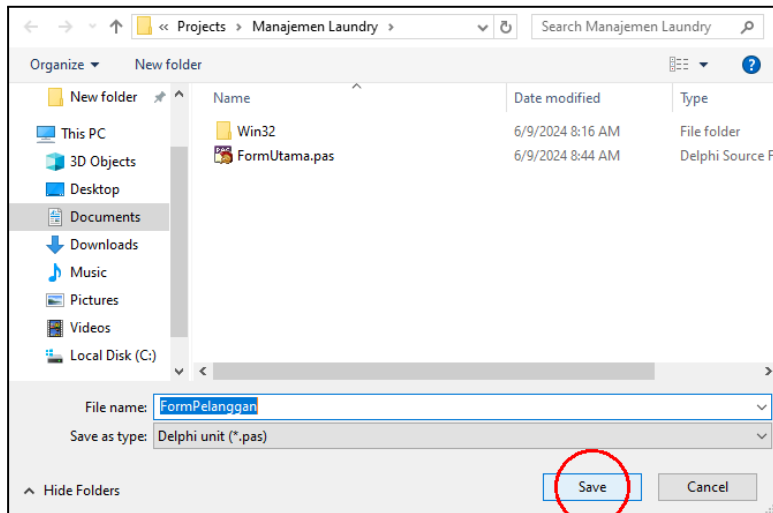 « Projects > Manajemen Laundry >
Search Manajemen Laundry
Organize
New folder
New folder
This PC
3D Objects
Desktop
Documents
Downloads
Music
Pictures
Videos
Local Disk (C:)
Name
Date modified
Type
Win32
6/9/2024 8:16 AM
File folder
FormUtama.pas
6/9/2024 8:44 AM
Delphi Source F
File name:
FormPelanggan
Save as type:
Delphi unit (*.pas)
Hide Folders
Save
Cancel